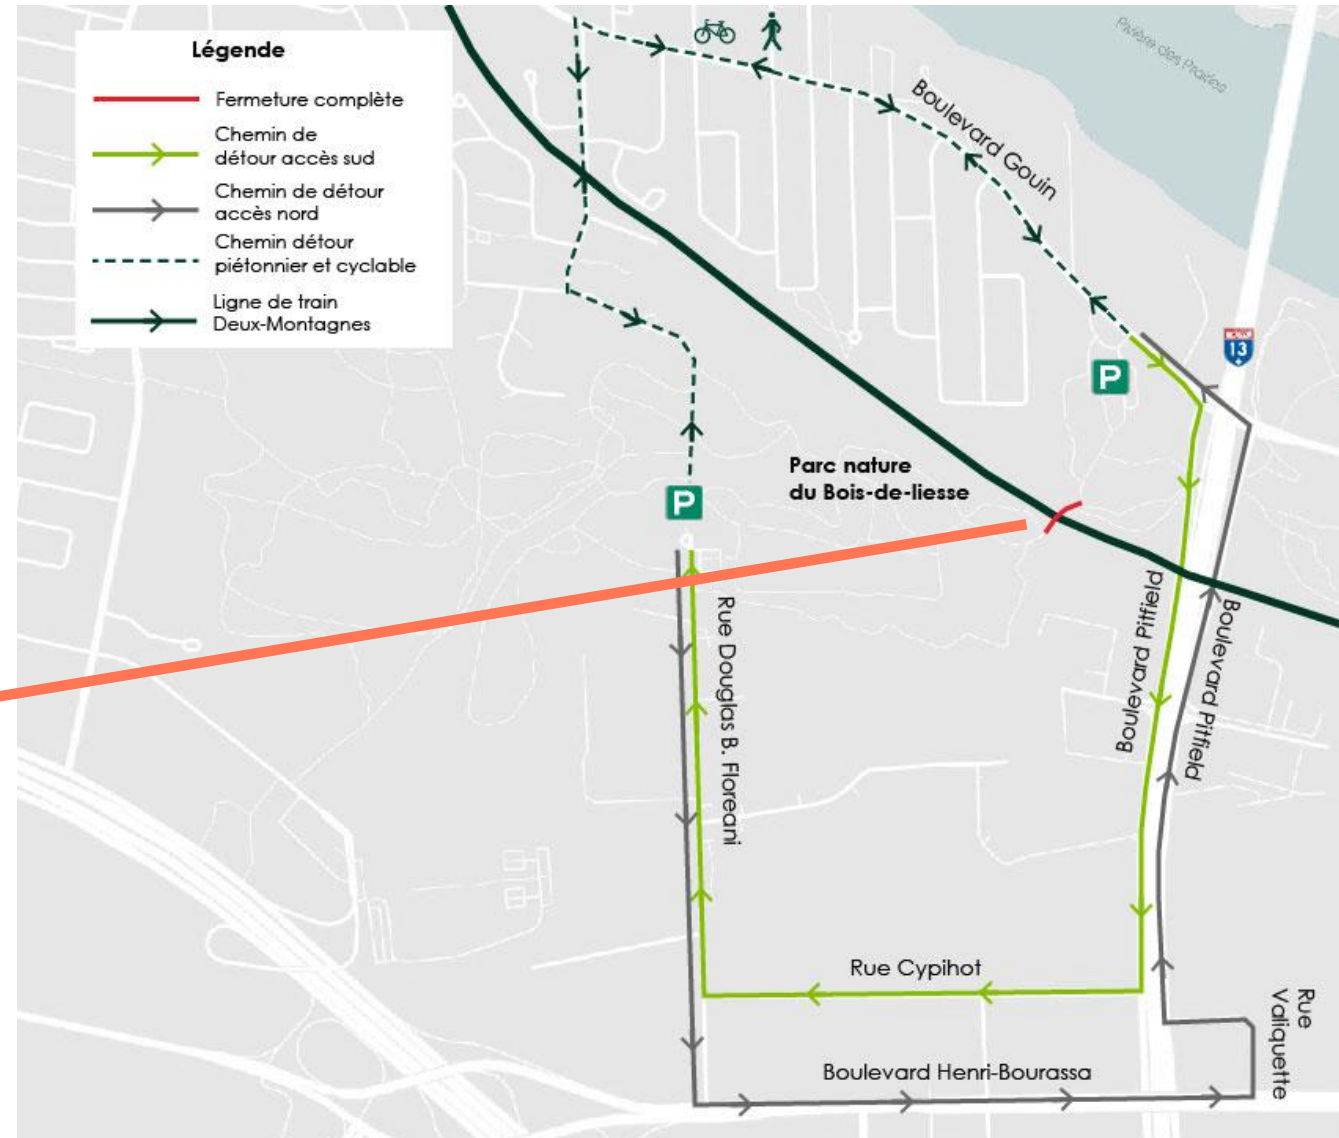 Légende
Fermeture complète
Chemin de
détour accès sud
Chemin de détour
accès nord
Chemin détour
piétonnier et cyclable
Ligne de train
Deux-Montagnes
Rivière des Prairies
Boulevard Gouin
13
P
Parc nature
du Bois-de-liesse
P
Boulevard Pitfield
Boulevard Pitfield
Rue Douglas B. Floreani
Rue Cypihot
Rue
Valiquette
Boulevard Henri-Bourassa